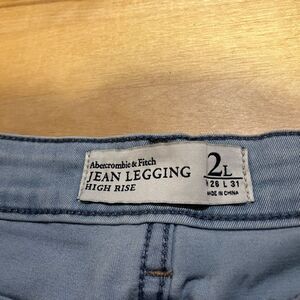 Abercrombie & Fitch
JEAN LEGGING
HIGH RISE
2L
26 L 31
MADE IN CHINA